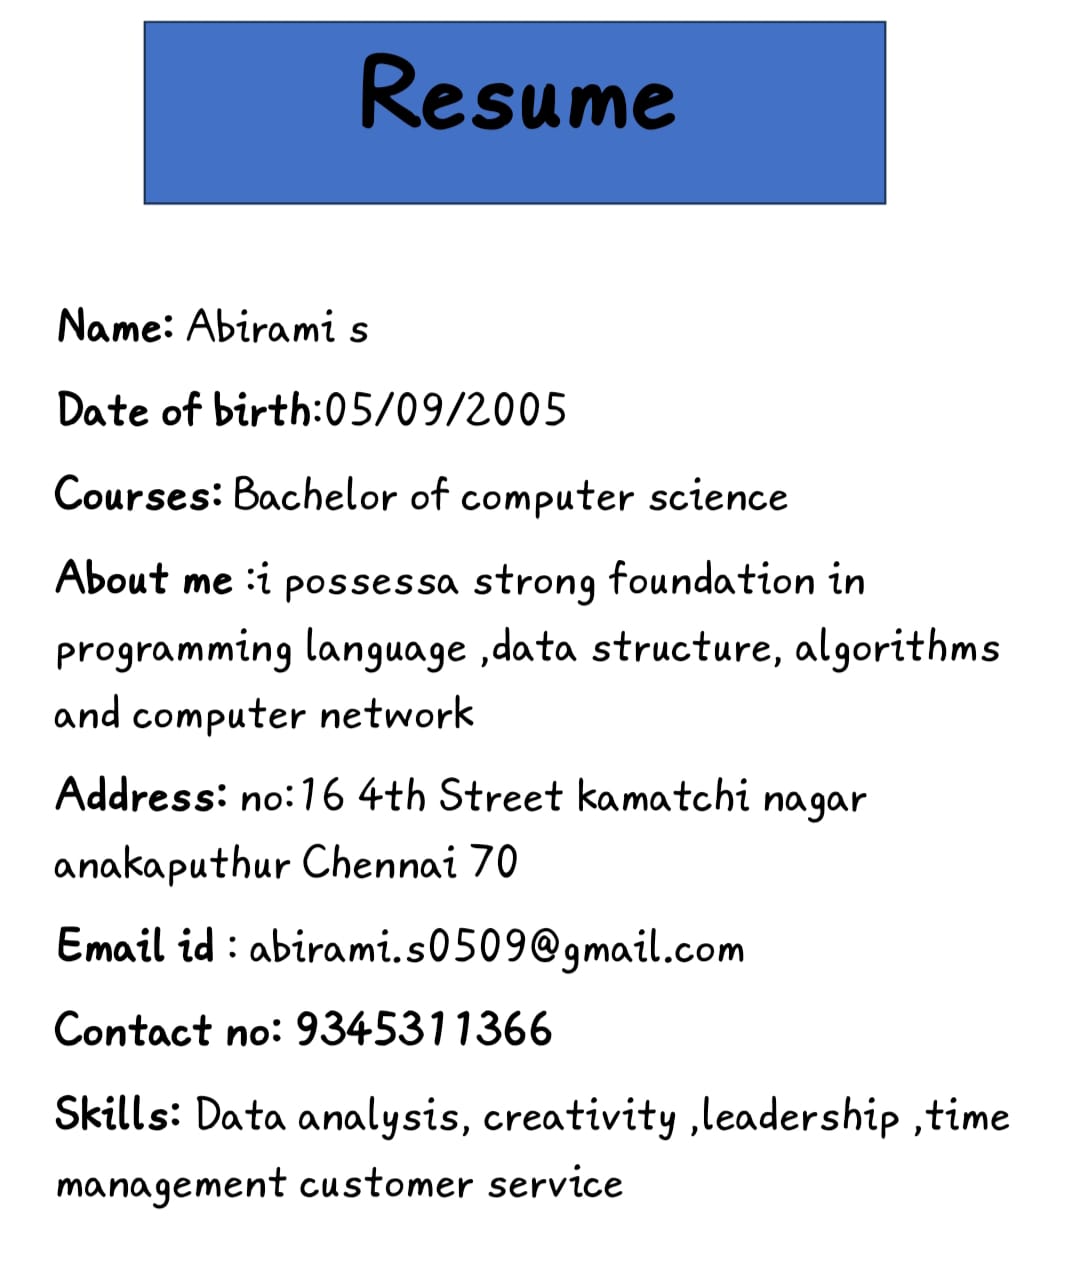 Resume
Name: Abirami s
Date of birth:05/09/2005
Courses: Bachelor of computer science
About me :i possessa strong foundation in
programming language ,data structure, algorithms
and computer network
Address: no:16 4th Street kamatchi nagar
anakaputhur Chennai 70
Email id : abirami.s0509@gmail.com
Contact no: 9345311366
Skills: Data analysis, creativity ,leadership ,time
management customer service